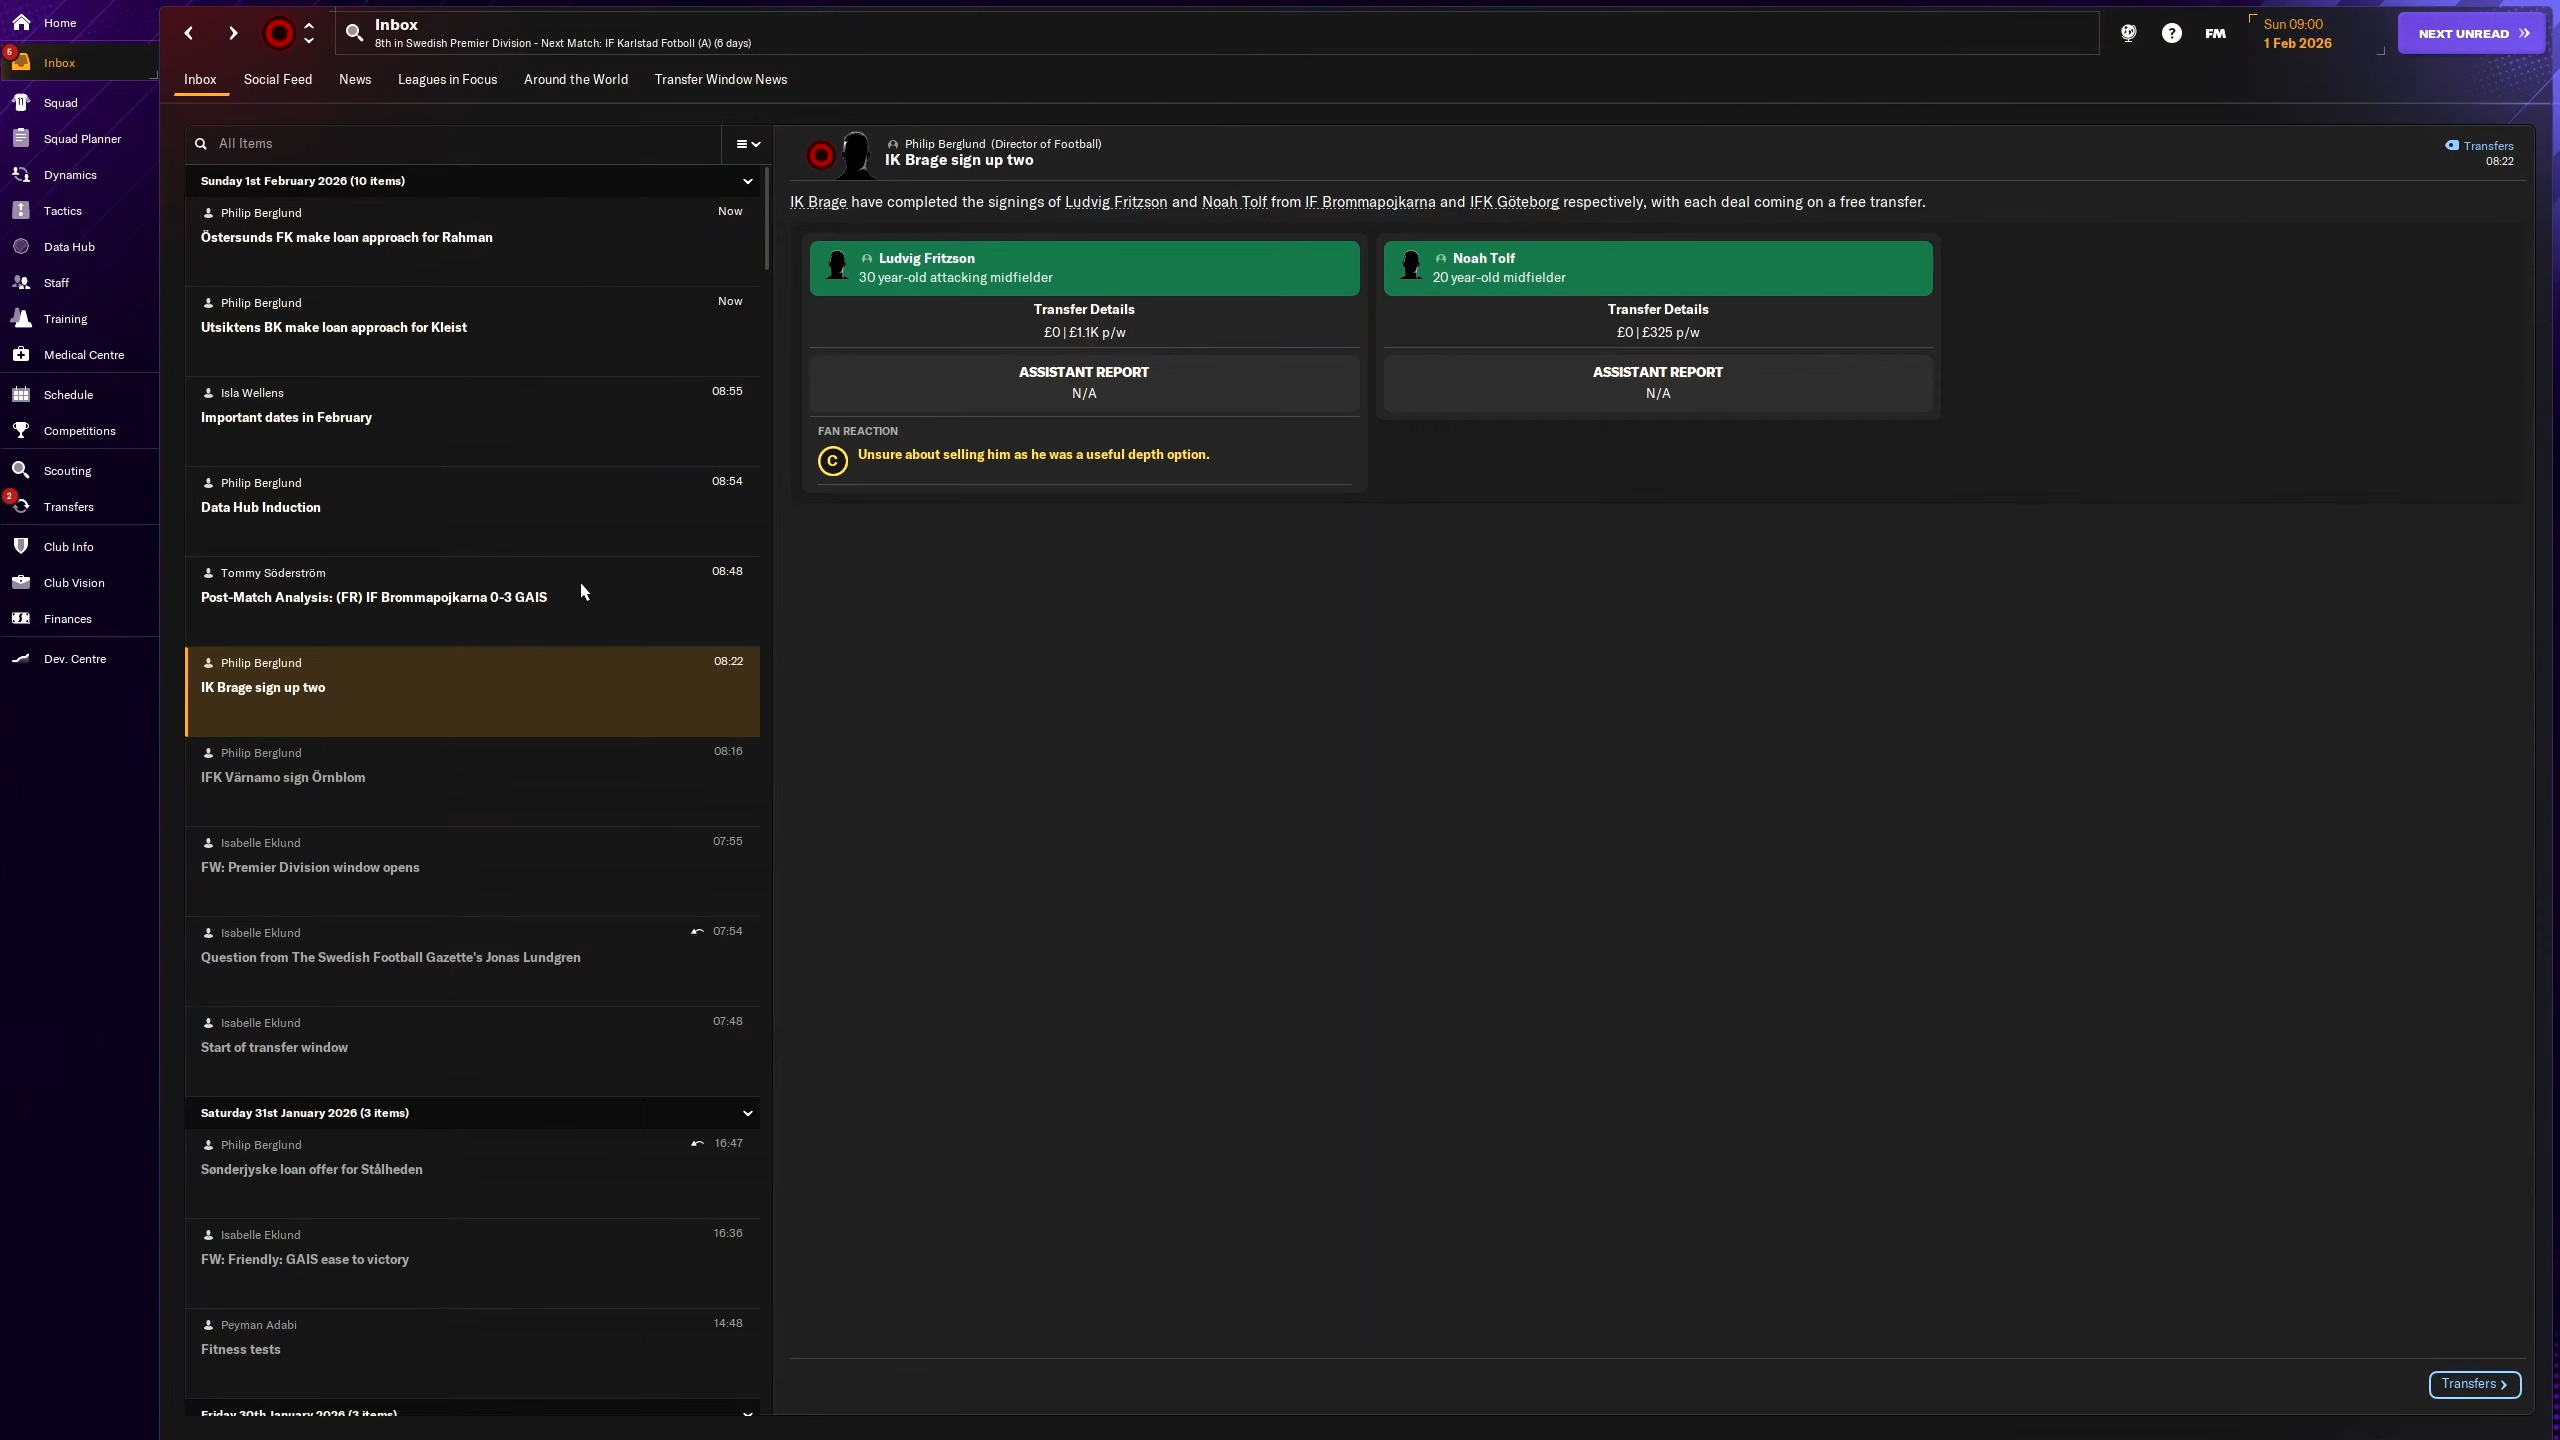 Home
5
Inbox
Squad
Squad Planner
Dynamics
Tactics
Data Hub
Staff
Training
Medical Centre
Schedule
Competitions
Scouting
2
Transfers
Club Info
Club Vision
Finances
Dev. Centre
Inbox
8th in Swedish Premier Division - Next Match: IF Karlstad Fotboll (A) (6 days)
?
FM
Sun 09:00
1 Feb 2026
NEXT UNREAD
Inbox
Social Feed
News
Leagues in Focus
Around the World
Transfer Window News
All Items
Sunday 1st February 2026 (10 items)
Philip Berglund
Now
Östersunds FK make loan approach for Rahman
Philip Berglund
Now
Utsiktens BK make loan approach for Kleist
Isla Wellens
08:55
Important dates in February
Philip Berglund
08:54
Data Hub Induction
Tommy Söderström
08:48
Post-Match Analysis: (FR) IF Brommapojkarna 0-3 GAIS
Philip Berglund
08:22
IK Brage sign up two
Philip Berglund
08:16
IFK Värnamo sign Örnblom
Isabelle Eklund
07:55
FW: Premier Division window opens
Isabelle Eklund
07:54
Question from The Swedish Football Gazette's Jonas Lundgren
Isabelle Eklund
07:48
Start of transfer window
Saturday 31st January 2026 (3 items)
Philip Berglund
16:47
Sønderjyske loan offer for Stålheden
Isabelle Eklund
16:36
FW: Friendly: GAIS ease to victory
Peyman Adabi
14:48
Fitness tests
Friday 30th January 2026 (3 items)
Philip Berglund (Director of Football)
IK Brage sign up two
Transfers
08:22
IK Brage have completed the signings of Ludvig Fritzson and Noah Tolf from IF Brommapojkarna and IFK Göteborg respectively, with each deal coming on a free transfer.
Ludvig Fritzson
30 year-old attacking midfielder
Transfer Details
£0 | £1.1K p/w
ASSISTANT REPORT
N/A
FAN REACTION
C
Unsure about selling him as he was a useful depth option.
Noah Tolf
20 year-old midfielder
Transfer Details
£0 | £325 p/w
ASSISTANT REPORT
N/A
Transfers